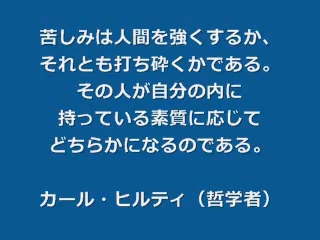 苦しみは人間を強くするか、
それとも打ち砕くかである。
その人が自分の内に
持っている素質に応じて
どちらかになるのである。
カール・ヒルティ（哲学者）